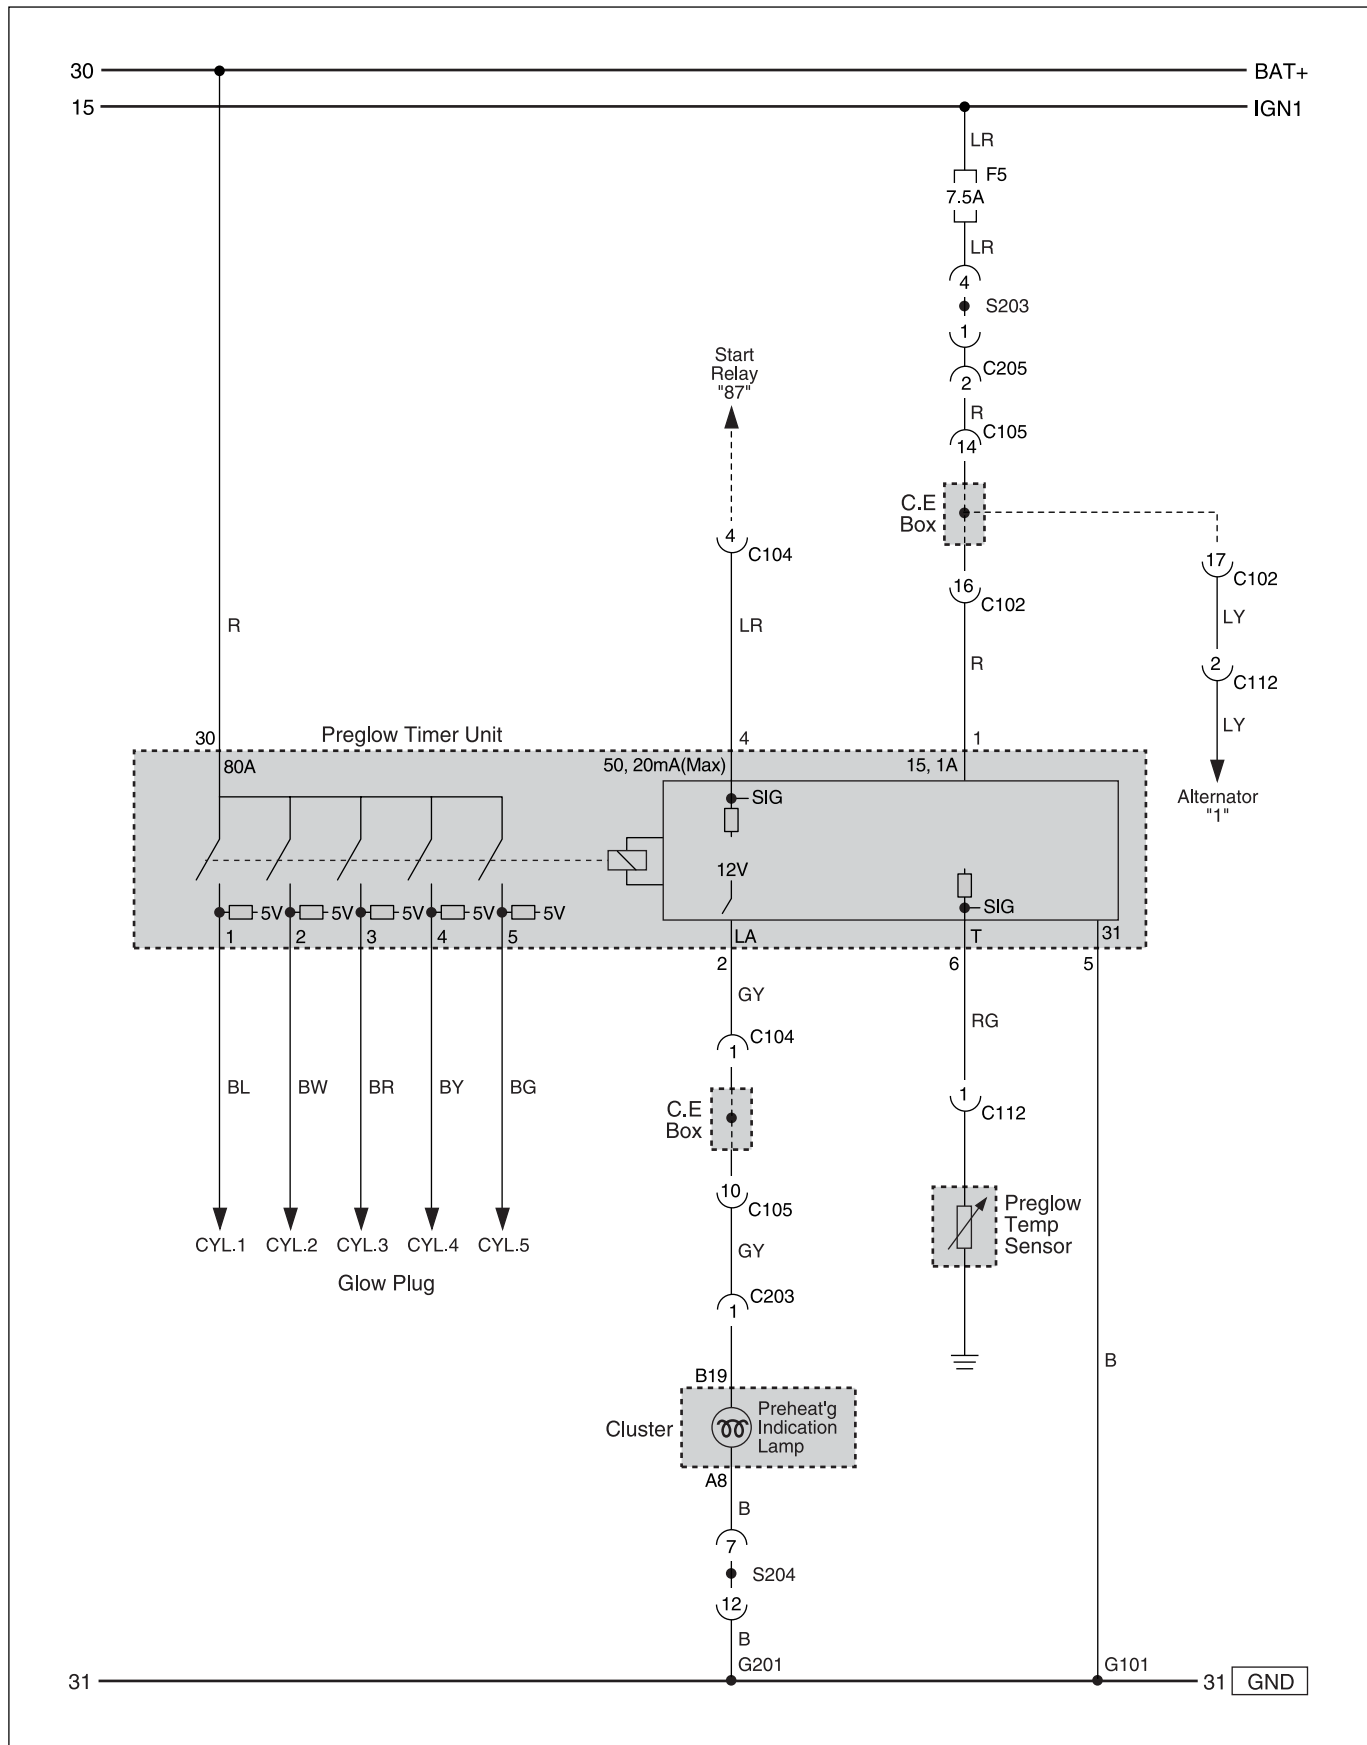 30
BAT+
15
IGN1
LR
F5
7.5A
LR
4
S203
1
C205
2
R
C105
14
Start
Relay
"87"
C.E
Box
4
C104
17
C102
16
C102
LY
R
LR
R
2
C112
LY
Alternator
"1"
30
Preglow Timer Unit
4
1
80A
50, 20mA(Max)
15, 1A
SIG
12V
SIG
5V
5V
5V
5V
5V
1
2
3
4
5
LA
T
31
2
6
5
GY
RG
C104
1
BL
BW
BR
BY
BG
C.E
Box
1
C112
10
C105
Preglow
Temp
Sensor
CYL.1
CYL.2
CYL.3
CYL.4
CYL.5
Glow Plug
GY
C203
1
B
B19
Cluster
Preheat'g
Indication
Lamp
A8
B
7
S204
12
B
G201
G101
31
31
GND